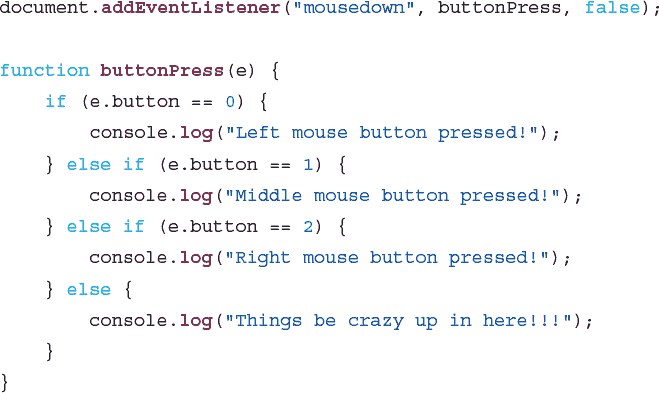 document.addEventListener("mousedown", buttonPress, false);
function buttonPress(e) {
    if (e.button == 0) {
        console.log("Left mouse button pressed!");
    } else if (e.button == 1) {
        console.log("Middle mouse button pressed!");
    } else if (e.button == 2) {
        console.log("Right mouse button pressed!");
    } else {
        console.log("Things be crazy up in here!!!");
    }
}